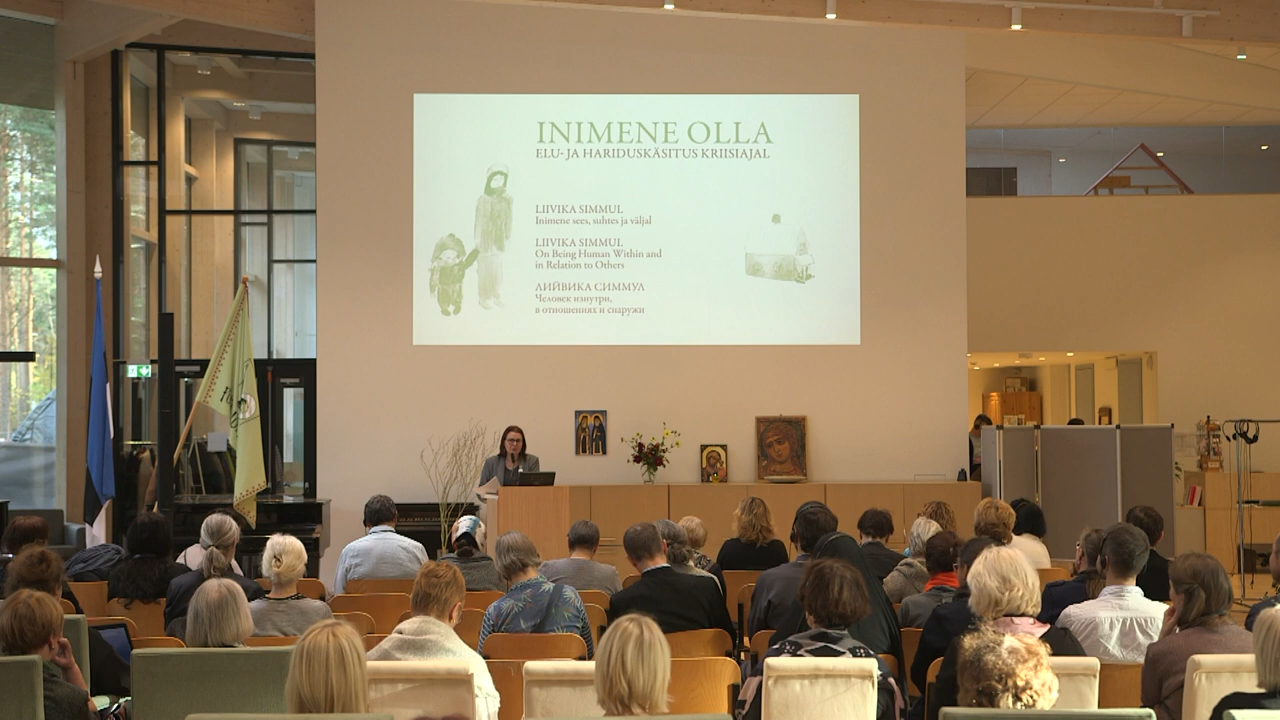 INIMENE OLLA
ELU- JA HARIDUSKÄSITUS KRIISIAJAL
LIIVIKA SIMMUL
Inimene sees, suhtes ja väljal
LIIVIKA SIMMUL
On Being Human Within and
in Relation to Others
ЛИЙВИКА СИММУЛ
Человек изнутри,
в отношениях и снаружи